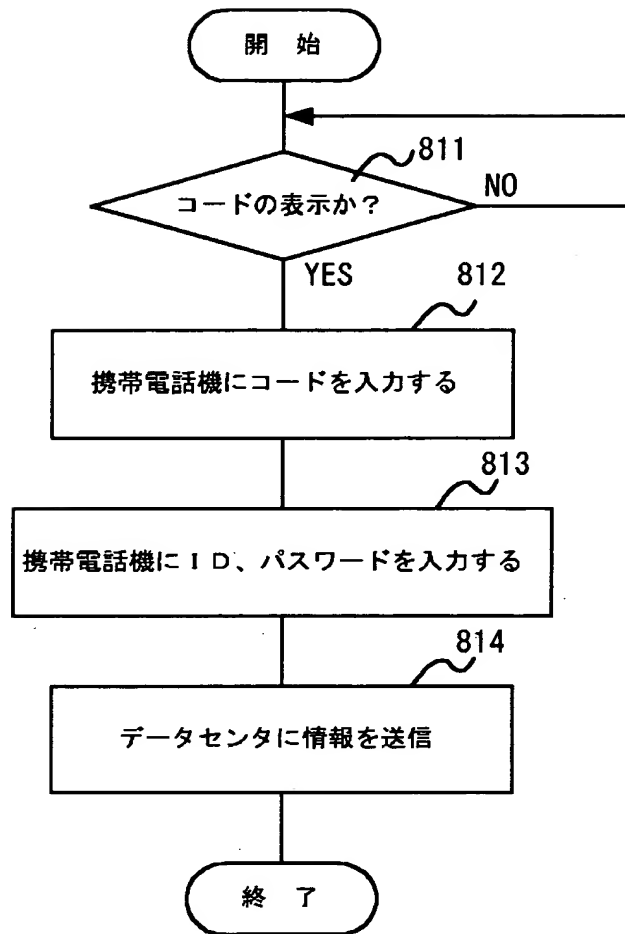 開 始
811
コードの表示か?
NO
YES
812
携帯電話機にコードを入力する
813
携帯電話機にID、パスワードを入力する
814
データセンタに情報を送信
終 了